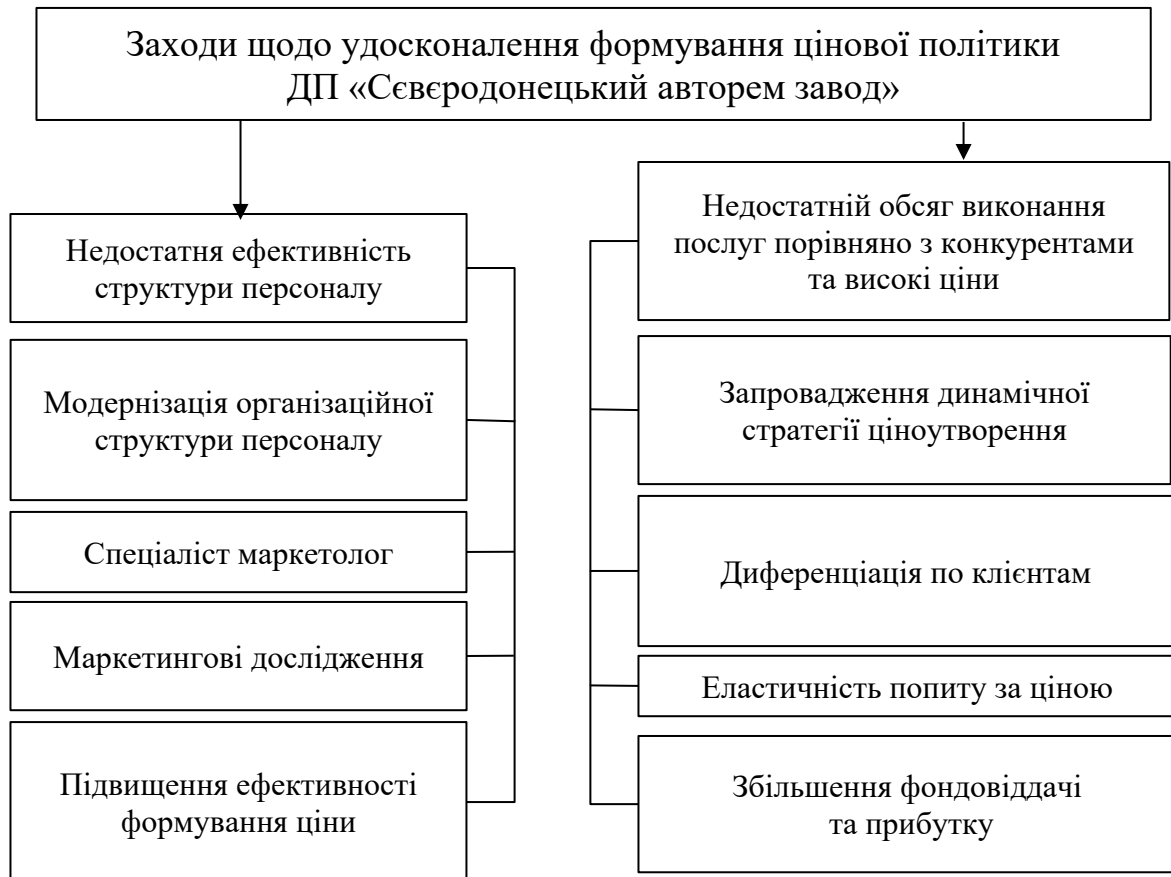 Заходи щодо удосконалення формування цінової політики
ДП «Сєвєродонецький авторем завод»
Недостатня ефективність
структури персоналу
Модернізація організаційної
структури персоналу
Спеціаліст маркетолог
Маркетингові дослідження
Підвищення ефективності
формування ціни
Недостатній обсяг виконання
послуг порівняно з конкурентами
та високі ціни
Запровадження динамічної
стратегії ціноутворення
Диференціація по клієнтам
Еластичність попиту за ціною
Збільшення фондовіддачі
та прибутку